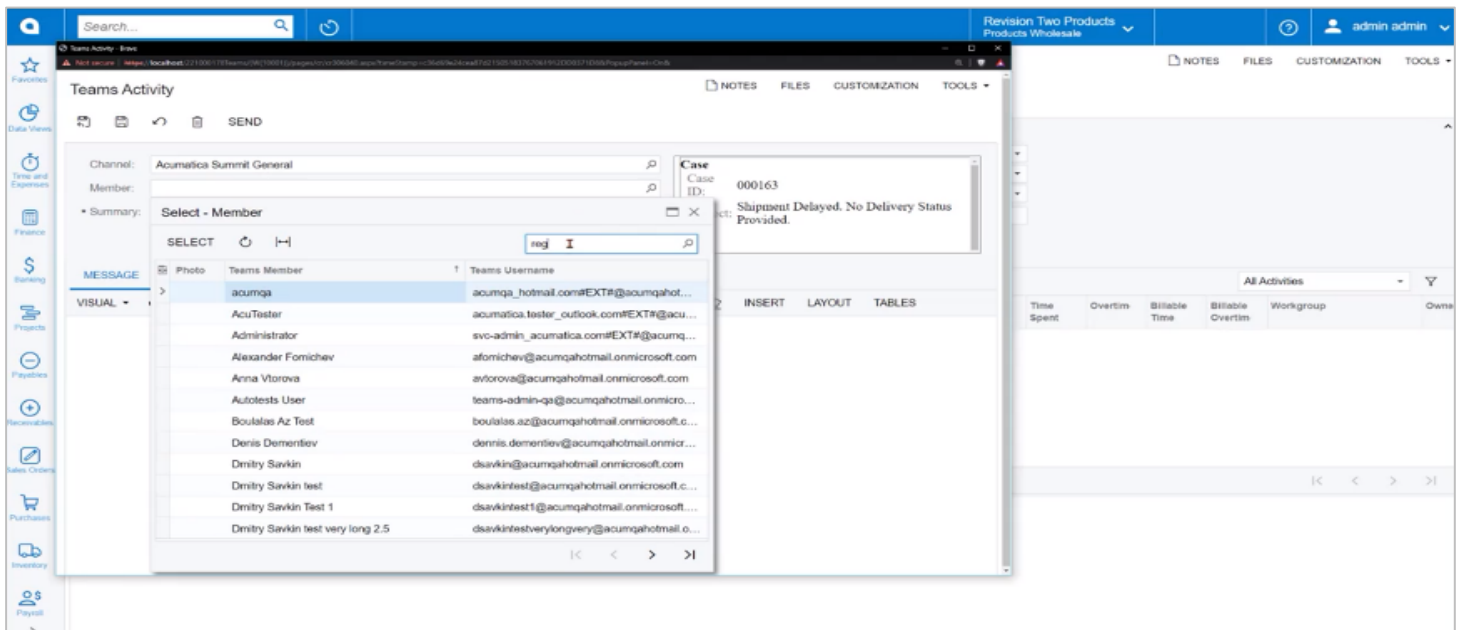 Search...
Revision Two Products
Products Wholesale
admin admin
Teams Activity - Brave
Not secure
Favorites
NOTES FILES CUSTOMIZATION TOOLS
Teams Activity
NOTES FILES CUSTOMIZATION TOOLS
Data Views
SEND
Time and
Expenses
Channel: Acumatica Summit General
Case
Case
ID: 000163
Member:
• Summary:
Shipment Delayed. No Delivery Status
Provided.
Select - Member
Finance
SELECT
reg
Banking
MESSAGE
Photo Teams Member Teams Username
All Activities
VISUAL
INSERT LAYOUT TABLES
Time
Spent
Overtim
Billable
Time
Billable
Overtim
Workgroup
Owne
acumqa acumqa_hotmail.com#EXT#@acumqahot...
AcuTester acumatica.tester_outlook.com#EXT#@acu...
Administrator svc-admin_acumatica.com#EXT#@acumq...
Alexander Fomichev afomichev@acumqahotmail.onmicrosoft.com
Anna Vtorova avtorova@acumqahotmail.onmicrosoft.com
Autotests User teams-admin-qa@acumqahotmail.onmicro...
Boulalas Az Test boulalas.az@acumqahotmail.onmicrosoft.c...
Denis Dementiev dennis.dementiev@acumqahotmail.onmicr...
Dmitry Savkin dsavkin@acumqahotmail.onmicrosoft.com
Dmitry Savkin test dsavkintest@acumqahotmail.onmicrosoft.c...
Dmitry Savkin Test 1 dsavkintest1@acumqahotmail.onmicrosoft....
Dmitry Savkin test very long 2.5 dsavkintestverylongvery@acumqahotmail.o...
Projects
Payables
Receivables
Sales Orders
Purchases
Inventory
Payroll